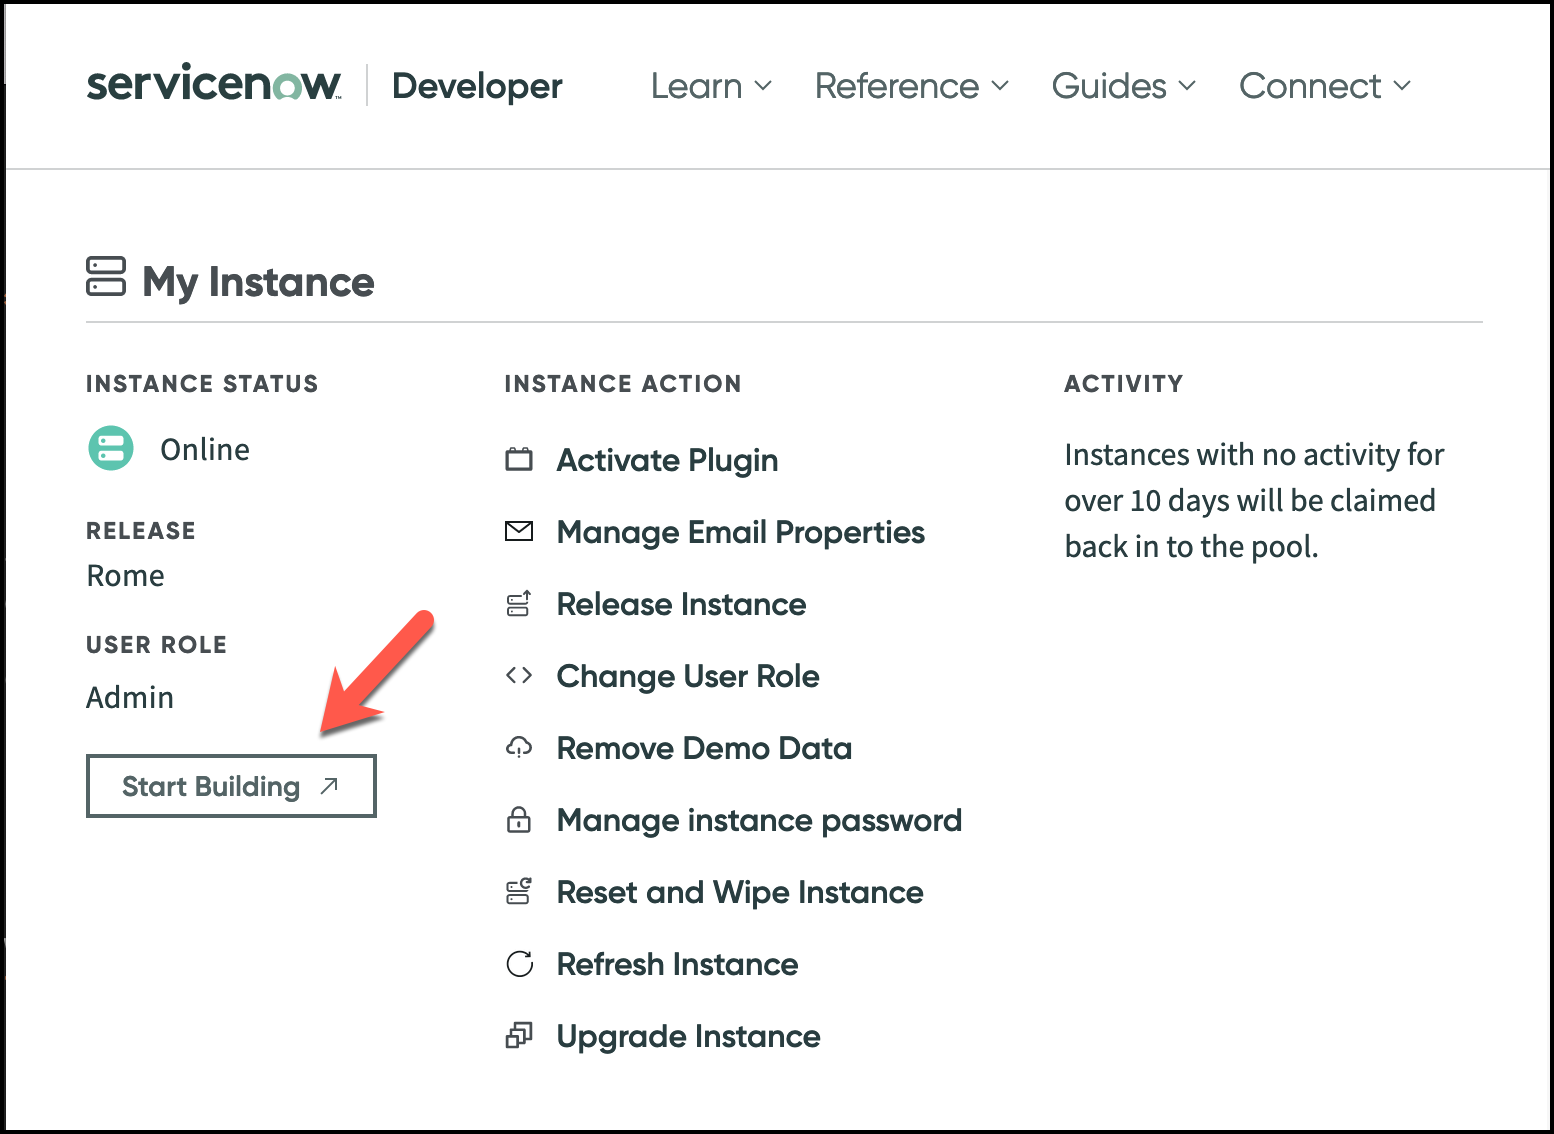 servicenow™ Developer Learn Reference Guides Connect
My Instance
INSTANCE STATUS
Online
RELEASE
Rome
USER ROLE
Admin
Start Building
INSTANCE ACTION
Activate Plugin
Manage Email Properties
Release Instance
Change User Role
Remove Demo Data
Manage instance password
Reset and Wipe Instance
Refresh Instance
Upgrade Instance
ACTIVITY
Instances with no activity for
over 10 days will be claimed
back in to the pool.